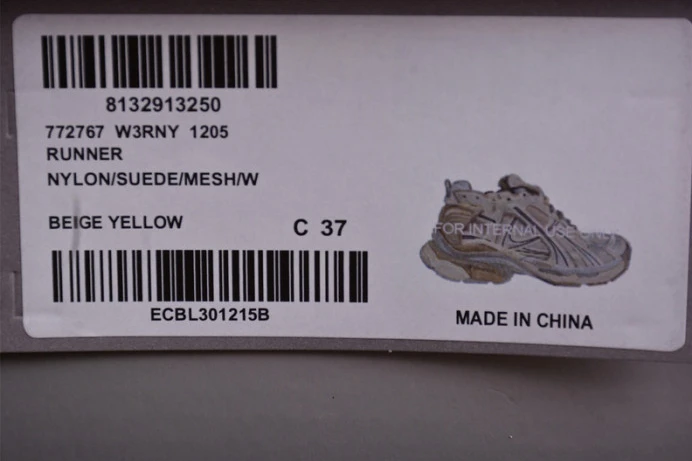 8132913250
772767 W3RNY 1205
RUNNER
NYLON/SUEDE/MESH/W
BEIGE YELLOW
C 37
FOR INTERNAL USE ONLY
ECBL301215B
MADE IN CHINA